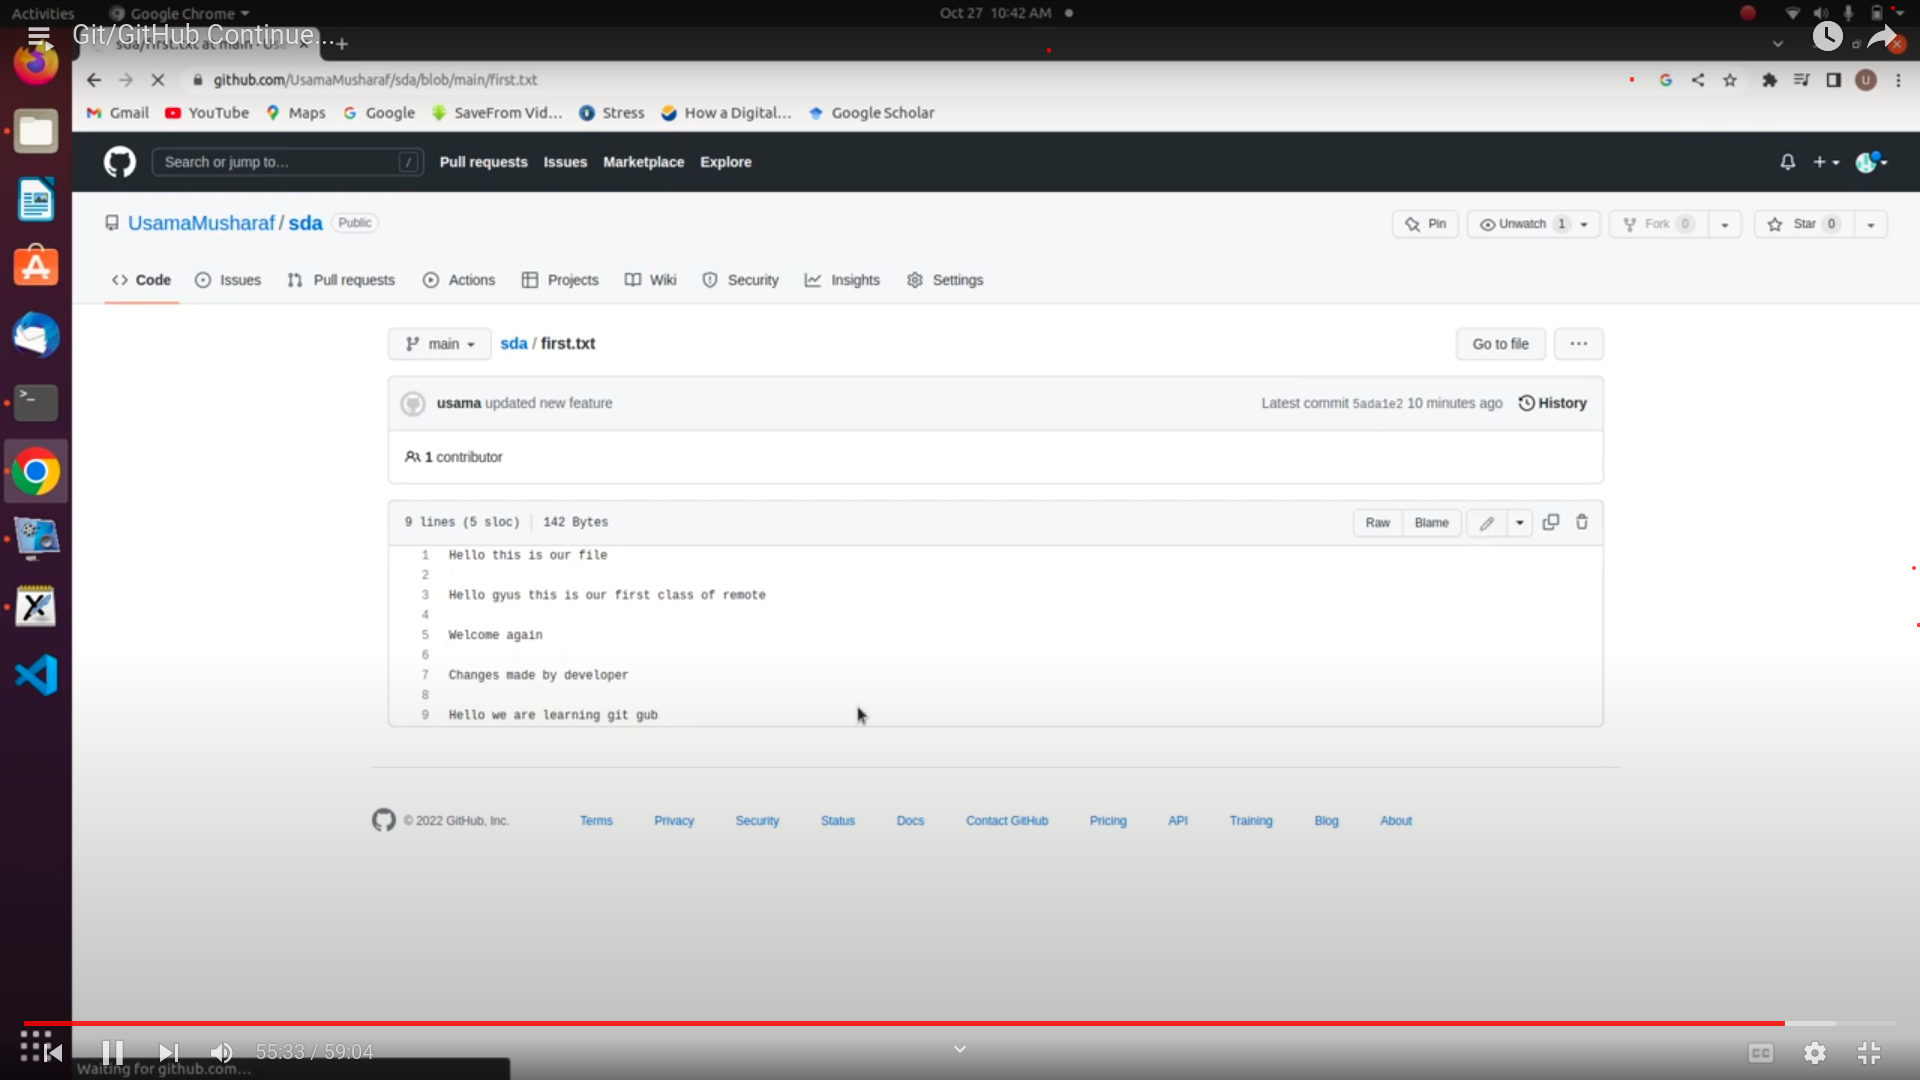 Activities Google Chrome Oct 27 10:42 AM
Git/GitHub Continue...
github.com/UsamaMusharaf/sda/blob/main/first.txt
Gmail YouTube Maps Google SaveFrom Vid... Stress How a Digital... Google Scholar
Search or jump to... / Pull requests Issues Marketplace Explore
UsamaMusharaf / sda Public Pin Unwatch 1 Fork 0 Star 0
Code Issues Pull requests Actions Projects Wiki Security Insights Settings
main sda / first.txt Go to file
usama updated new feature Latest commit 5ada1e2 10 minutes ago History
1 contributor
9 lines (5 sloc) 142 Bytes Raw Blame
1 Hello this is our file
2
3 Hello gyus this is our first class of remote
4
5 Welcome again
6
7 Changes made by developer
8
9 Hello we are learning git gub
© 2022 GitHub, Inc. Terms Privacy Security Status Docs Contact GitHub Pricing API Training Blog About
55:33 / 59:04 CC
Waiting for github.com...